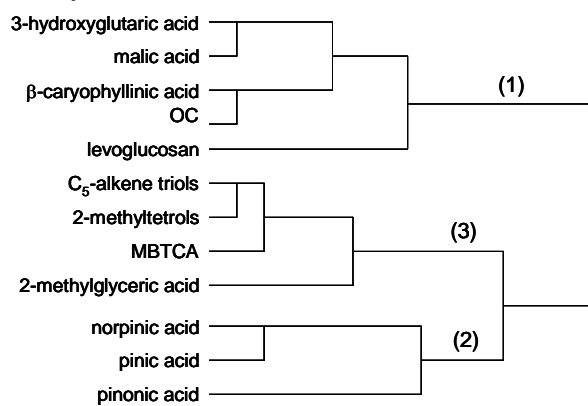 3-hydroxyglutaric acid
malic acid
β-caryophyllinic acid
OC
(1)
levoglucosan
C₅-alkene triols
2-methyltetrols
MBTCA
(3)
2-methylglyceric acid
norpinic acid
(2)
pinic acid
pinonic acid